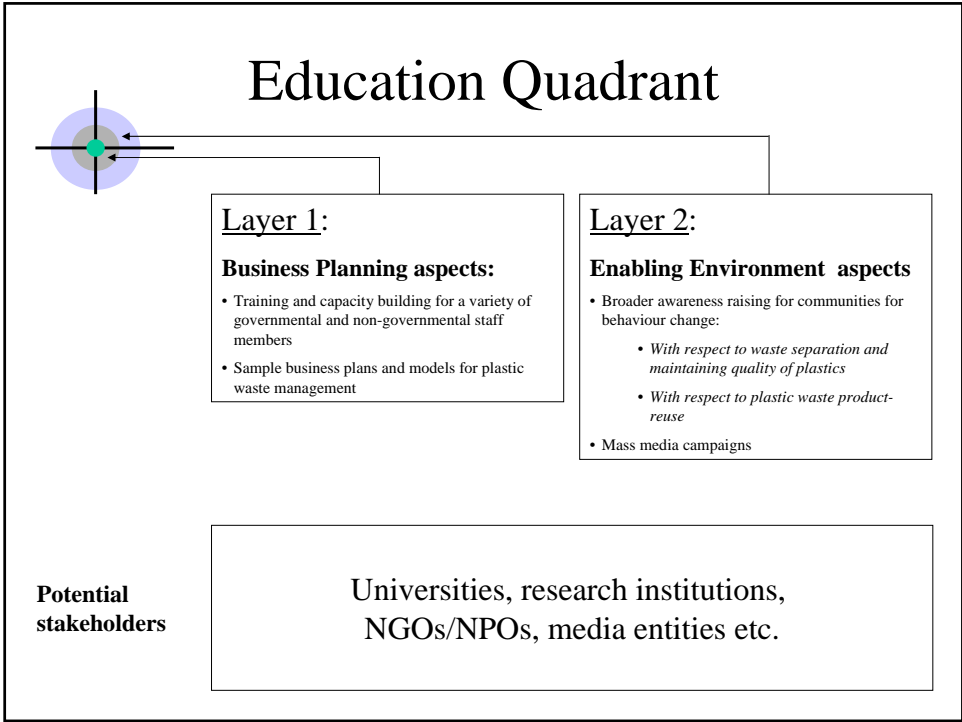 Education Quadrant
Layer 1:
Business Planning aspects:
• Training and capacity building for a variety of
governmental and non-governmental staff
members
• Sample business plans and models for plastic
waste management
Layer 2:
Enabling Environment aspects
• Broader awareness raising for communities for
behaviour change:
• With respect to waste separation and
maintaining quality of plastics
• With respect to plastic waste product-
reuse
• Mass media campaigns
Potential
stakeholders
Universities, research institutions,
NGOs/NPOs, media entities etc.